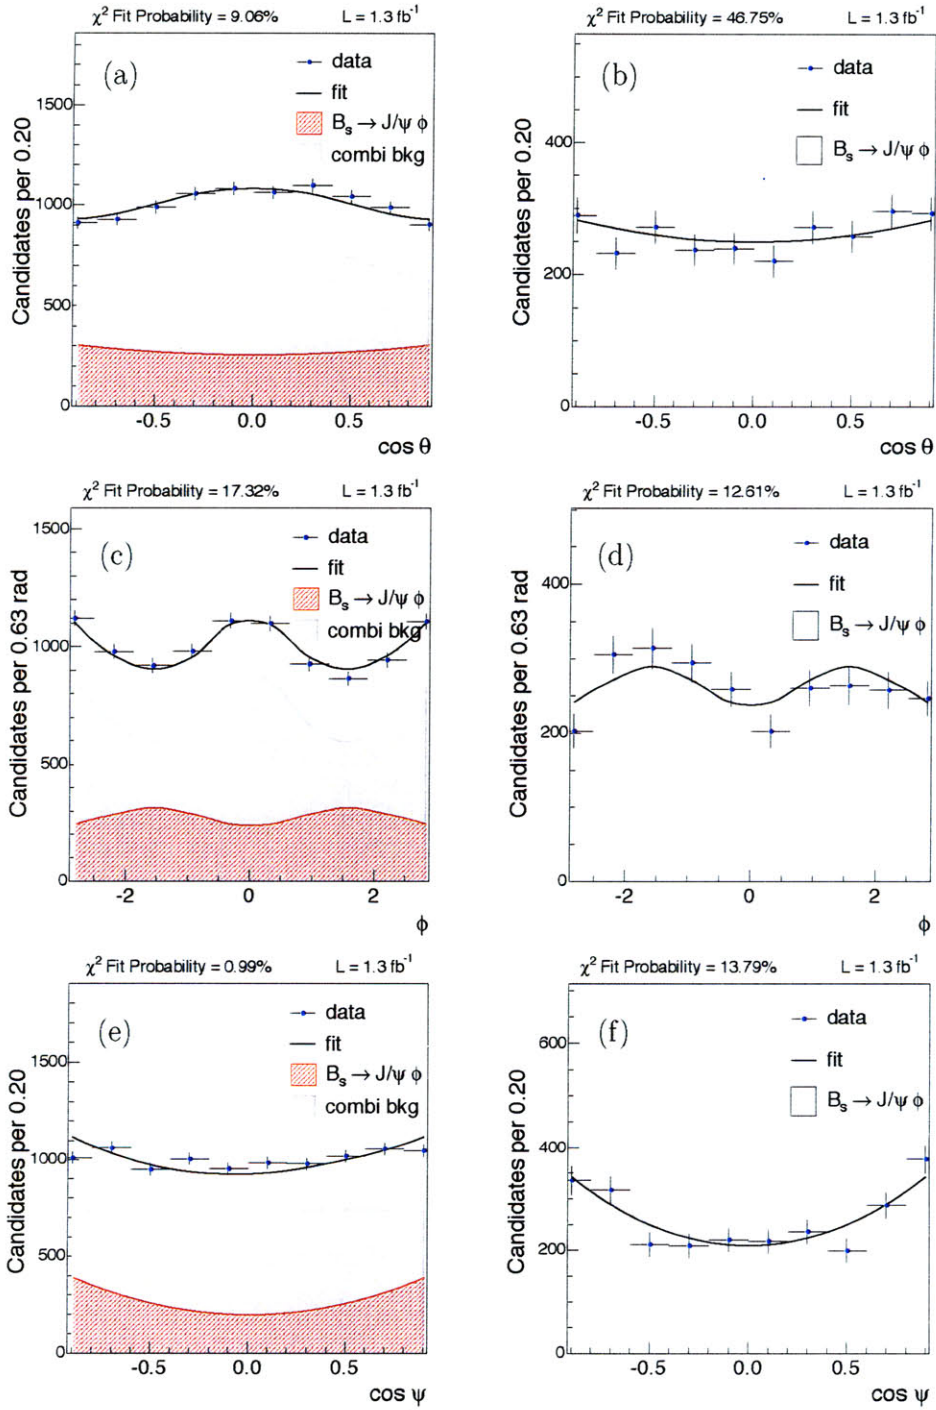 χ² Fit Probability = 9.06% L = 1.3 fb⁻¹
(a)
data
fit
Bₛ → J/ψ φ
combi bkg
Candidates per 0.20
1500
1000
500
0
-0.5 0.0 0.5
cos θ
χ² Fit Probability = 46.75% L = 1.3 fb⁻¹
(b)
data
fit
Bₛ → J/ψ φ
Candidates per 0.20
400
200
0
-0.5 0.0 0.5
cos θ
χ² Fit Probability = 17.32% L = 1.3 fb⁻¹
(c)
data
fit
Bₛ → J/ψ φ
combi bkg
Candidates per 0.63 rad
1500
1000
500
0
-2 0 2
φ
χ² Fit Probability = 12.61% L = 1.3 fb⁻¹
(d)
data
fit
Bₛ → J/ψ φ
Candidates per 0.63 rad
400
200
0
-2 0 2
φ
χ² Fit Probability = 0.99% L = 1.3 fb⁻¹
(e)
data
fit
Bₛ → J/ψ φ
combi bkg
Candidates per 0.20
1500
1000
500
0
-0.5 0.0 0.5
cos ψ
χ² Fit Probability = 13.79% L = 1.3 fb⁻¹
(f)
data
fit
Bₛ → J/ψ φ
Candidates per 0.20
600
400
200
0
-0.5 0.0 0.5
cos ψ